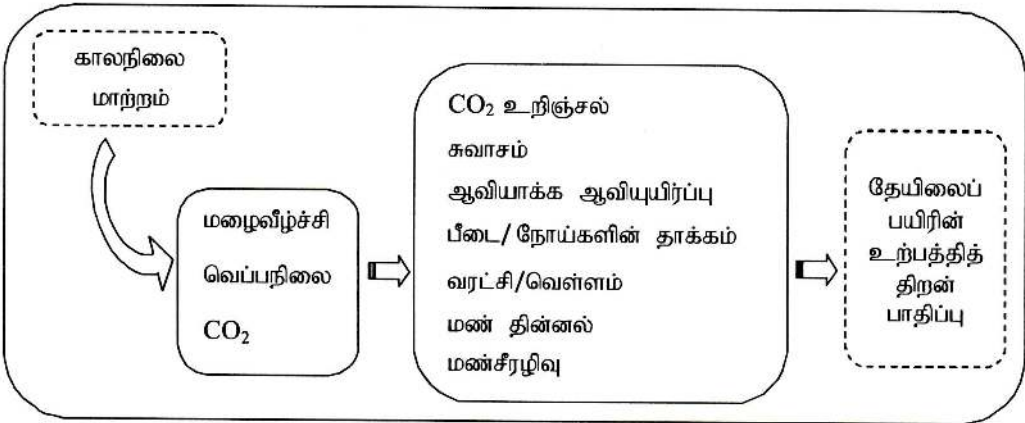 காலநிலை
மாற்றம்
மழைவீழ்ச்சி
வெப்பநிலை
CO₂
CO₂ உறிஞ்சல்
சுவாசம்
ஆவியாக்க ஆவியுயிர்ப்பு
பீடை/நோய்களின் தாக்கம்
வரட்சி/வெள்ளம்
மண் தின்னல்
மண்சீரழிவு
தேயிலைப்
பயிரின்
உற்பத்தித்
திறன்
பாதிப்பு